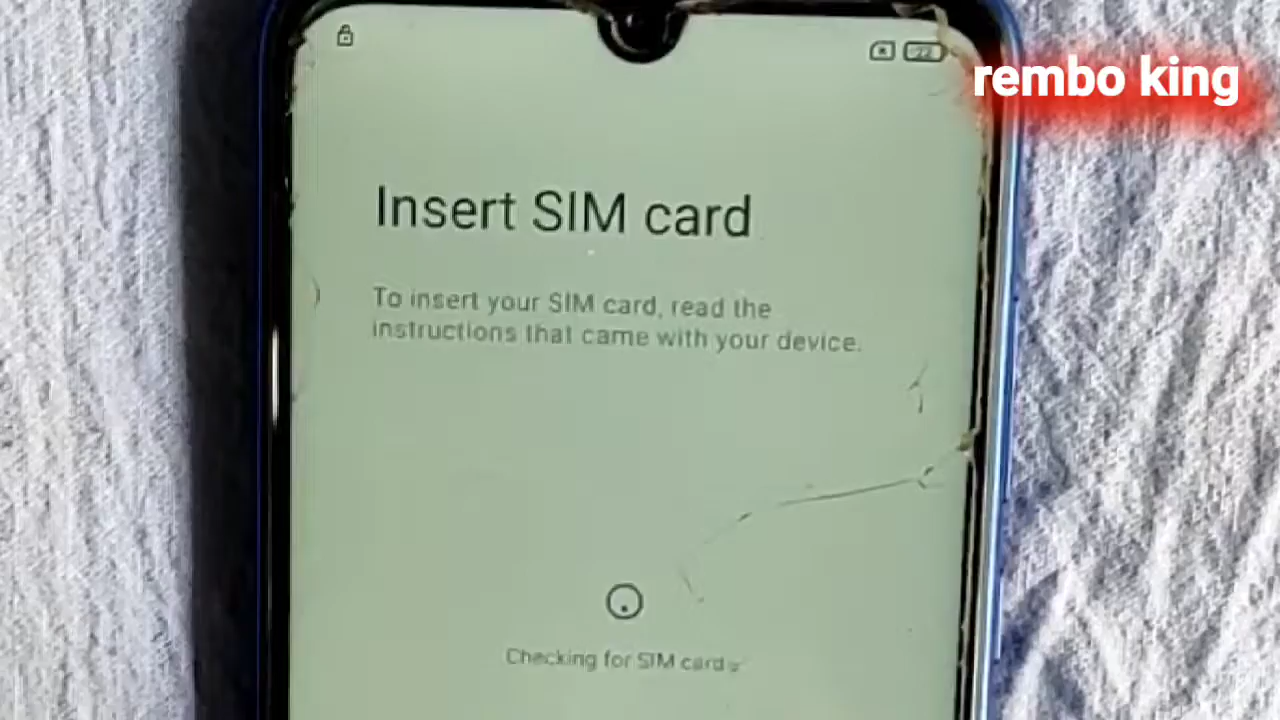 22
rembo king
Insert SIM card
To insert your SIM card, read the
instructions that came with your device.
Checking for SIM card...